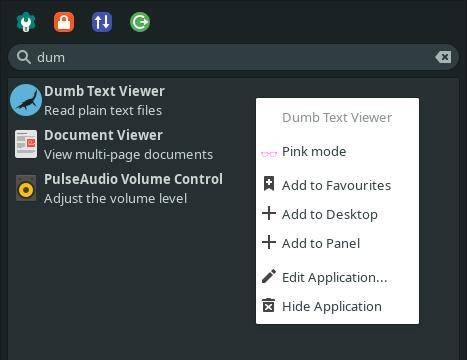 dum
Dumb Text Viewer
Read plain text files
Document Viewer
View multi-page documents
PulseAudio Volume Control
Adjust the volume level
Dumb Text Viewer
Pink mode
Add to Favourites
Add to Desktop
Add to Panel
Edit Application...
Hide Application